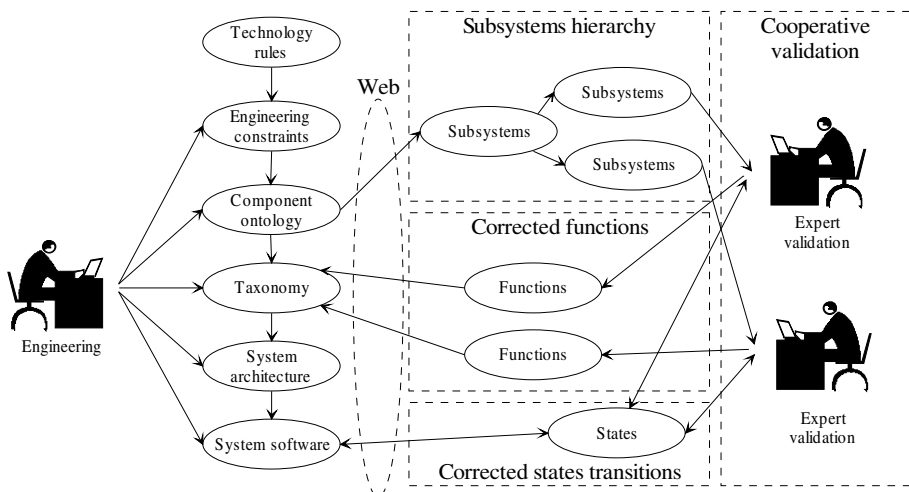 Technology
rules
Engineering
constraints
Component
ontology
Taxonomy
System
architecture
System software
Engineering
Web
Subsystems hierarchy
Subsystems
Subsystems
Subsystems
Corrected functions
Functions
Functions
States
Corrected states transitions
Cooperative
validation
Expert
validation
Expert
validation